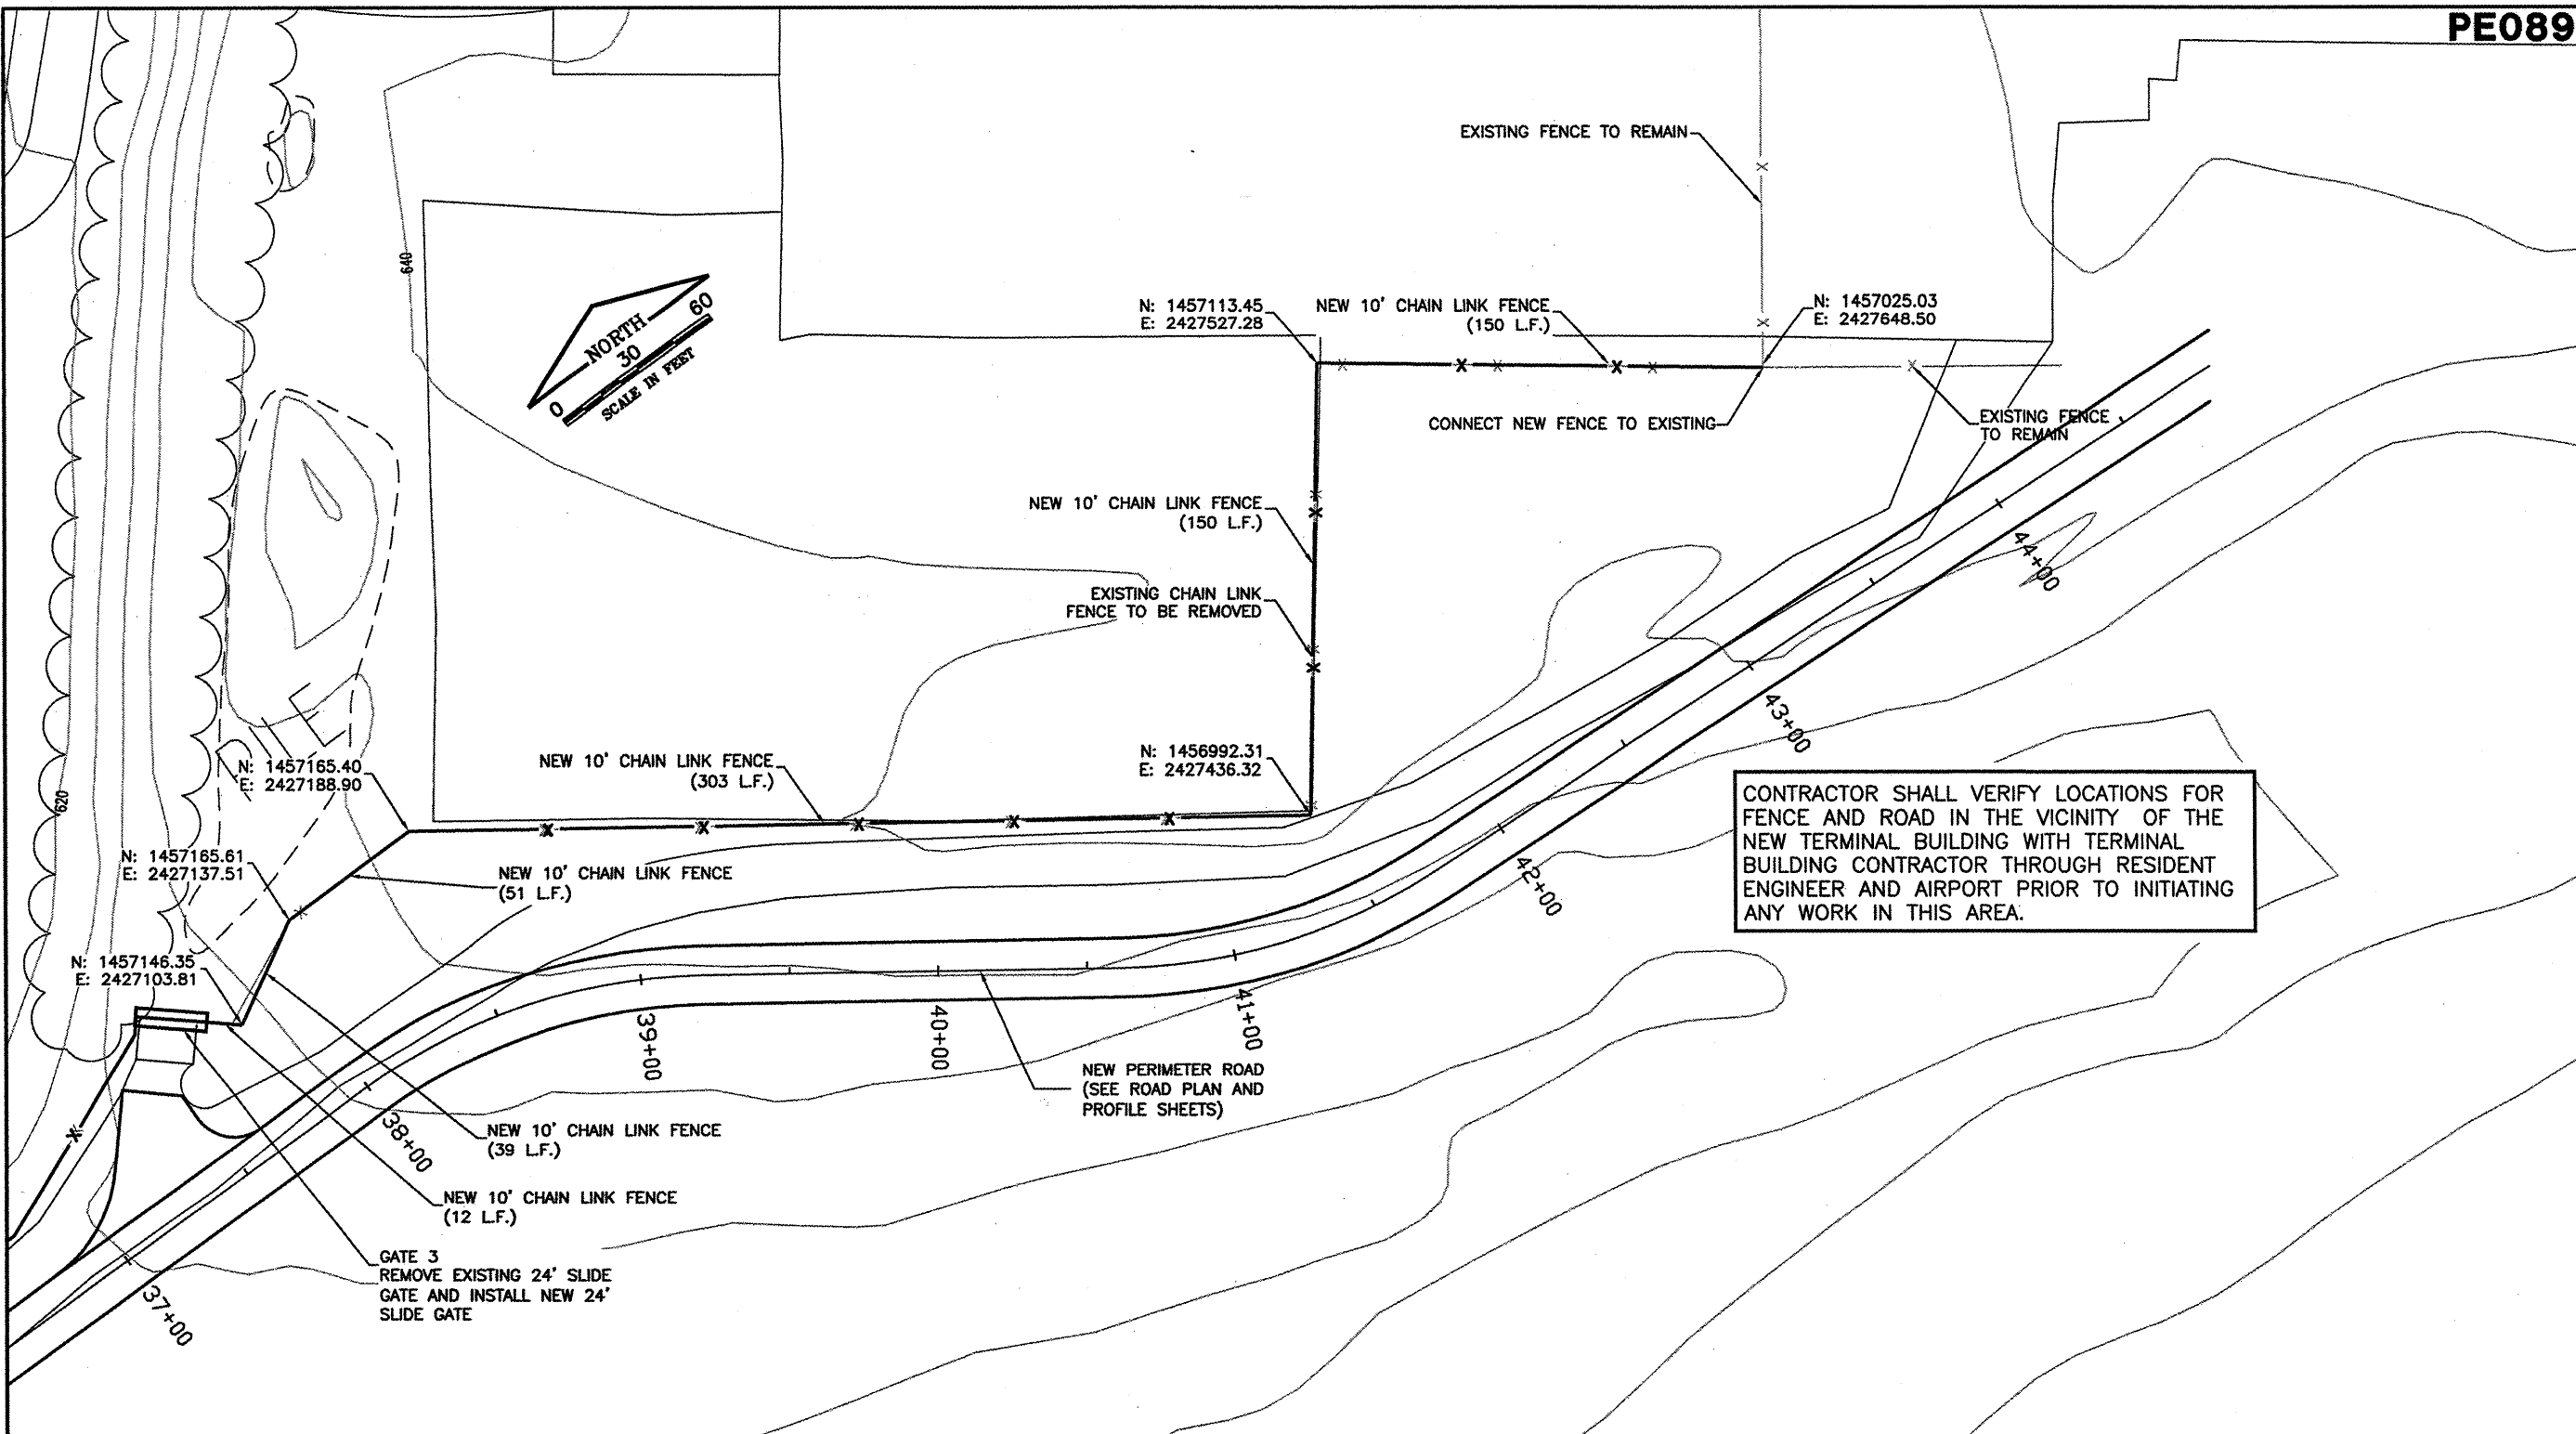 PE089
EXISTING FENCE TO REMAIN
640
NORTH
0
30
60
SCALE IN FEET
N: 1457113.45
E: 2427527.28
NEW 10' CHAIN LINK FENCE
(150 L.F.)
N: 1457025.03
E: 2427648.50
CONNECT NEW FENCE TO EXISTING
EXISTING FENCE
TO REMAIN
NEW 10' CHAIN LINK FENCE
(150 L.F.)
EXISTING CHAIN LINK
FENCE TO BE REMOVED
44+00
43+00
NEW 10' CHAIN LINK FENCE
(303 L.F.)
N: 1456992.31
E: 2427436.32
N: 1457165.40
E: 2427188.90
620
CONTRACTOR SHALL VERIFY LOCATIONS FOR
FENCE AND ROAD IN THE VICINITY OF THE
NEW TERMINAL BUILDING WITH TERMINAL
BUILDING CONTRACTOR THROUGH RESIDENT
ENGINEER AND AIRPORT PRIOR TO INITIATING
ANY WORK IN THIS AREA.
N: 1457165.61
E: 2427137.51
NEW 10' CHAIN LINK FENCE
(51 L.F.)
42+00
N: 1457146.35
E: 2427103.81
39+00
40+00
41+00
NEW PERIMETER ROAD
(SEE ROAD PLAN AND
PROFILE SHEETS)
38+00
NEW 10' CHAIN LINK FENCE
(39 L.F.)
NEW 10' CHAIN LINK FENCE
(12 L.F.)
GATE 3
REMOVE EXISTING 24' SLIDE
GATE AND INSTALL NEW 24'
SLIDE GATE
37+00